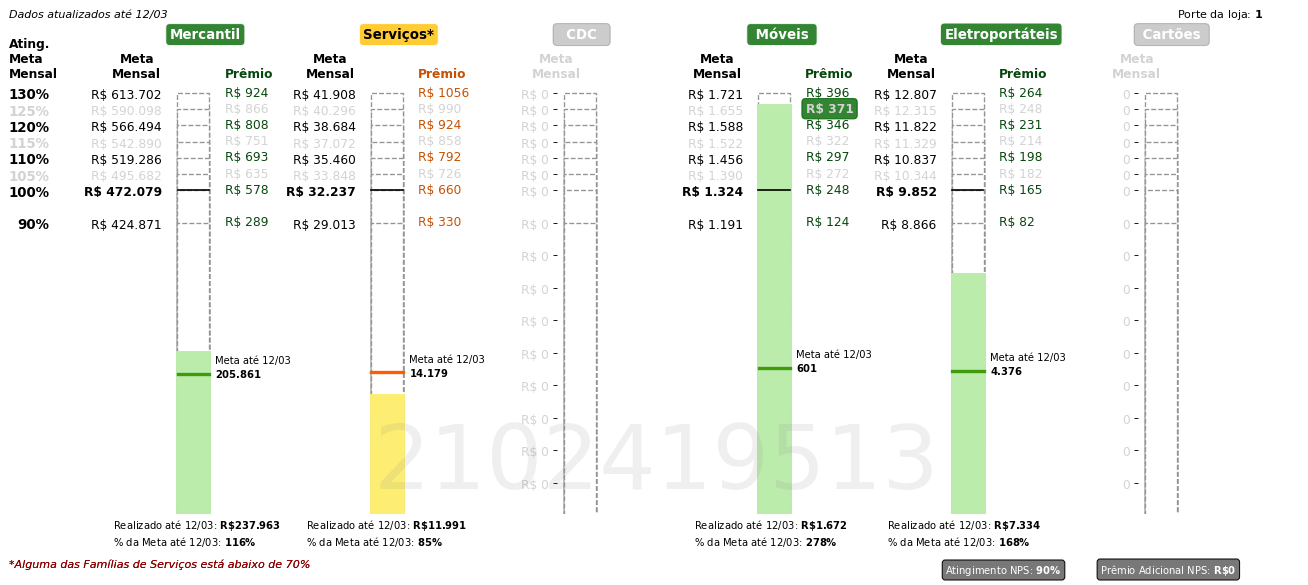 Dados atualizados até 12/03
Porte da loja: 1
Mercantil Serviços* CDC Móveis Eletroportáteis Cartões
Ating. Meta Mensal
Meta Mensal Prêmio Meta Mensal Prêmio Meta Mensal Meta Mensal Prêmio Meta Mensal Prêmio Meta Mensal
130% R$ 613.702 R$ 924 R$ 41.908 R$ 1056 R$ 0 R$ 1.721 R$ 396 R$ 12.807 R$ 264 0
125% R$ 590.098 R$ 866 R$ 40.296 R$ 990 R$ 0 R$ 1.655 R$ 371 R$ 12.315 R$ 248 0
120% R$ 566.494 R$ 808 R$ 38.684 R$ 924 R$ 0 R$ 1.588 R$ 346 R$ 11.822 R$ 231 0
115% R$ 542.890 R$ 751 R$ 37.072 R$ 858 R$ 0 R$ 1.522 R$ 322 R$ 11.329 R$ 214 0
110% R$ 519.286 R$ 693 R$ 35.460 R$ 792 R$ 0 R$ 1.456 R$ 297 R$ 10.837 R$ 198 0
105% R$ 495.682 R$ 635 R$ 33.848 R$ 726 R$ 0 R$ 1.390 R$ 272 R$ 10.344 R$ 182 0
100% R$ 472.079 R$ 578 R$ 32.237 R$ 660 R$ 0 R$ 1.324 R$ 248 R$ 9.852 R$ 165 0
90% R$ 424.871 R$ 289 R$ 29.013 R$ 330 R$ 0 R$ 1.191 R$ 124 R$ 8.866 R$ 82 0
R$ 0 0
R$ 0 0
R$ 0 0
Meta até 12/03 Meta até 12/03 R$ 0 Meta até 12/03 Meta até 12/03 0
205.861 14.179 601 4.376
R$ 0 0
R$ 0 0
R$ 0 0
2102419513
R$ 0 0
Realizado até 12/03: R$237.963 Realizado até 12/03: R$11.991 Realizado até 12/03: R$1.672 Realizado até 12/03: R$7.334
% da Meta até 12/03: 116% % da Meta até 12/03: 85% % da Meta até 12/03: 278% % da Meta até 12/03: 168%
*Alguma das Famílias de Serviços está abaixo de 70%
Atingimento NPS: 90% Prêmio Adicional NPS: R$0